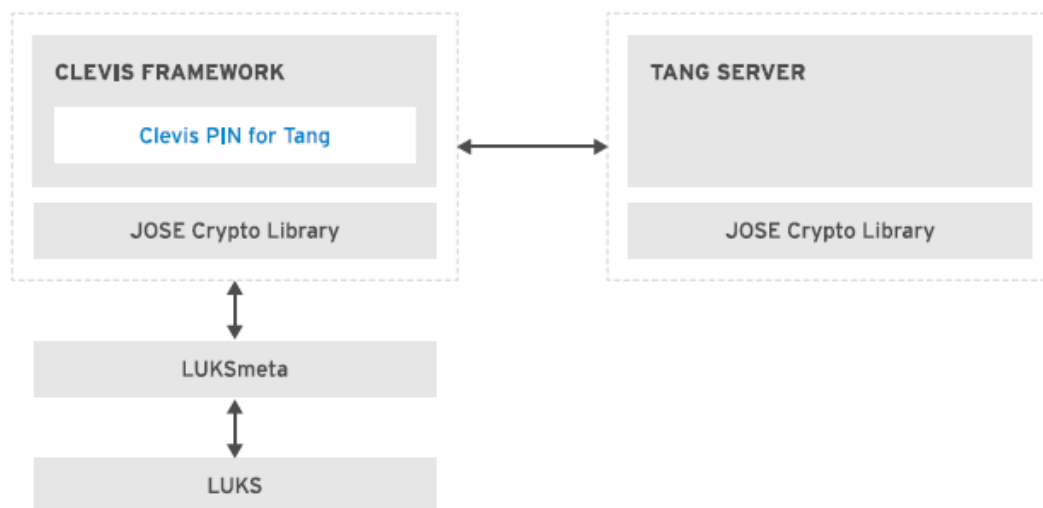 CLEVIS FRAMEWORK
Clevis PIN for Tang
JOSE Crypto Library
TANG SERVER
JOSE Crypto Library
LUKSmeta
LUKS